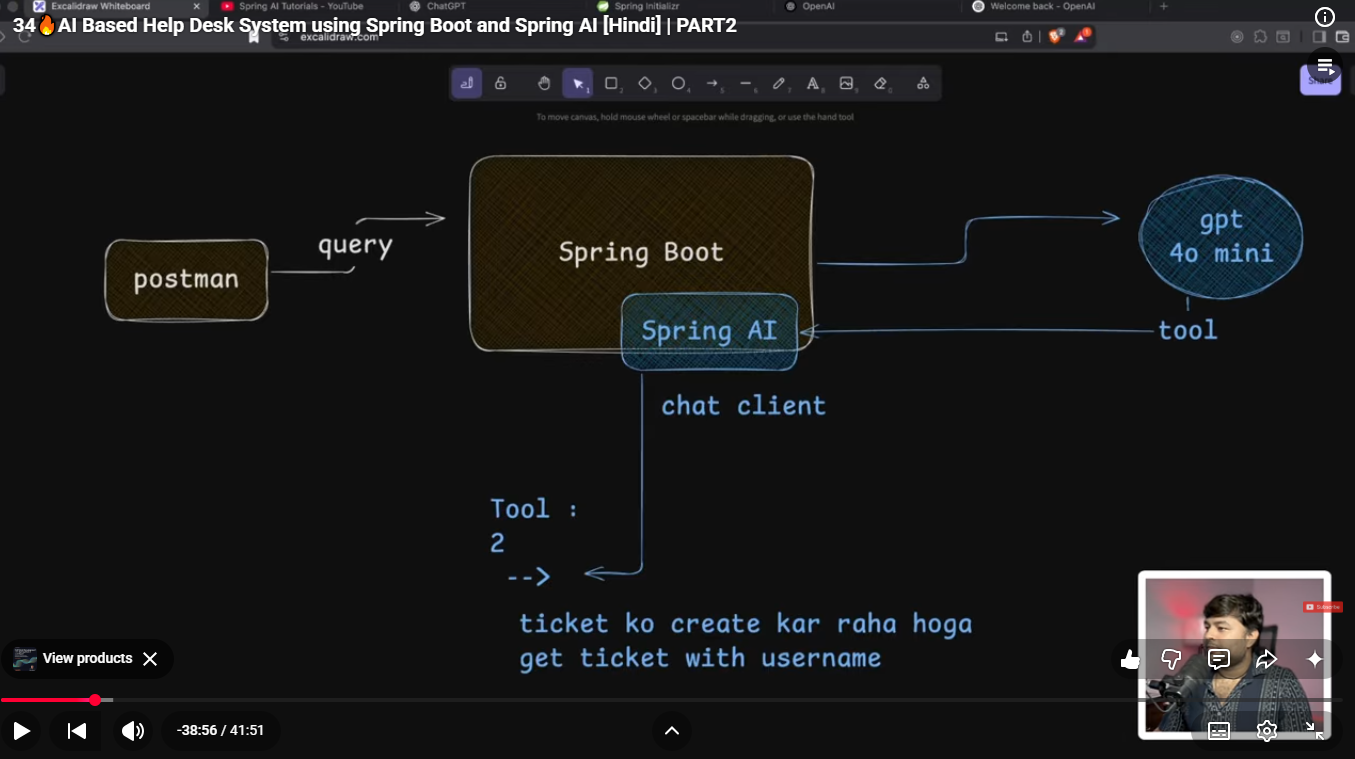 Excalidraw Whiteboard
Spring AI Tutorials - YouTube
ChatGPT
Spring Initializr
OpenAI
Welcome back - OpenAI
34🔥AI Based Help Desk System using Spring Boot and Spring AI [Hindi] | PART2
excalidraw.com
Share
To move canvas, hold mouse wheel or spacebar while dragging, or use the hand tool
postman
query
Spring Boot
gpt
4o mini
Spring AI
tool
chat client
Tool :
2
-->
ticket ko create kar raha hoga
get ticket with username
Subscribe
View products
-38:56 / 41:51